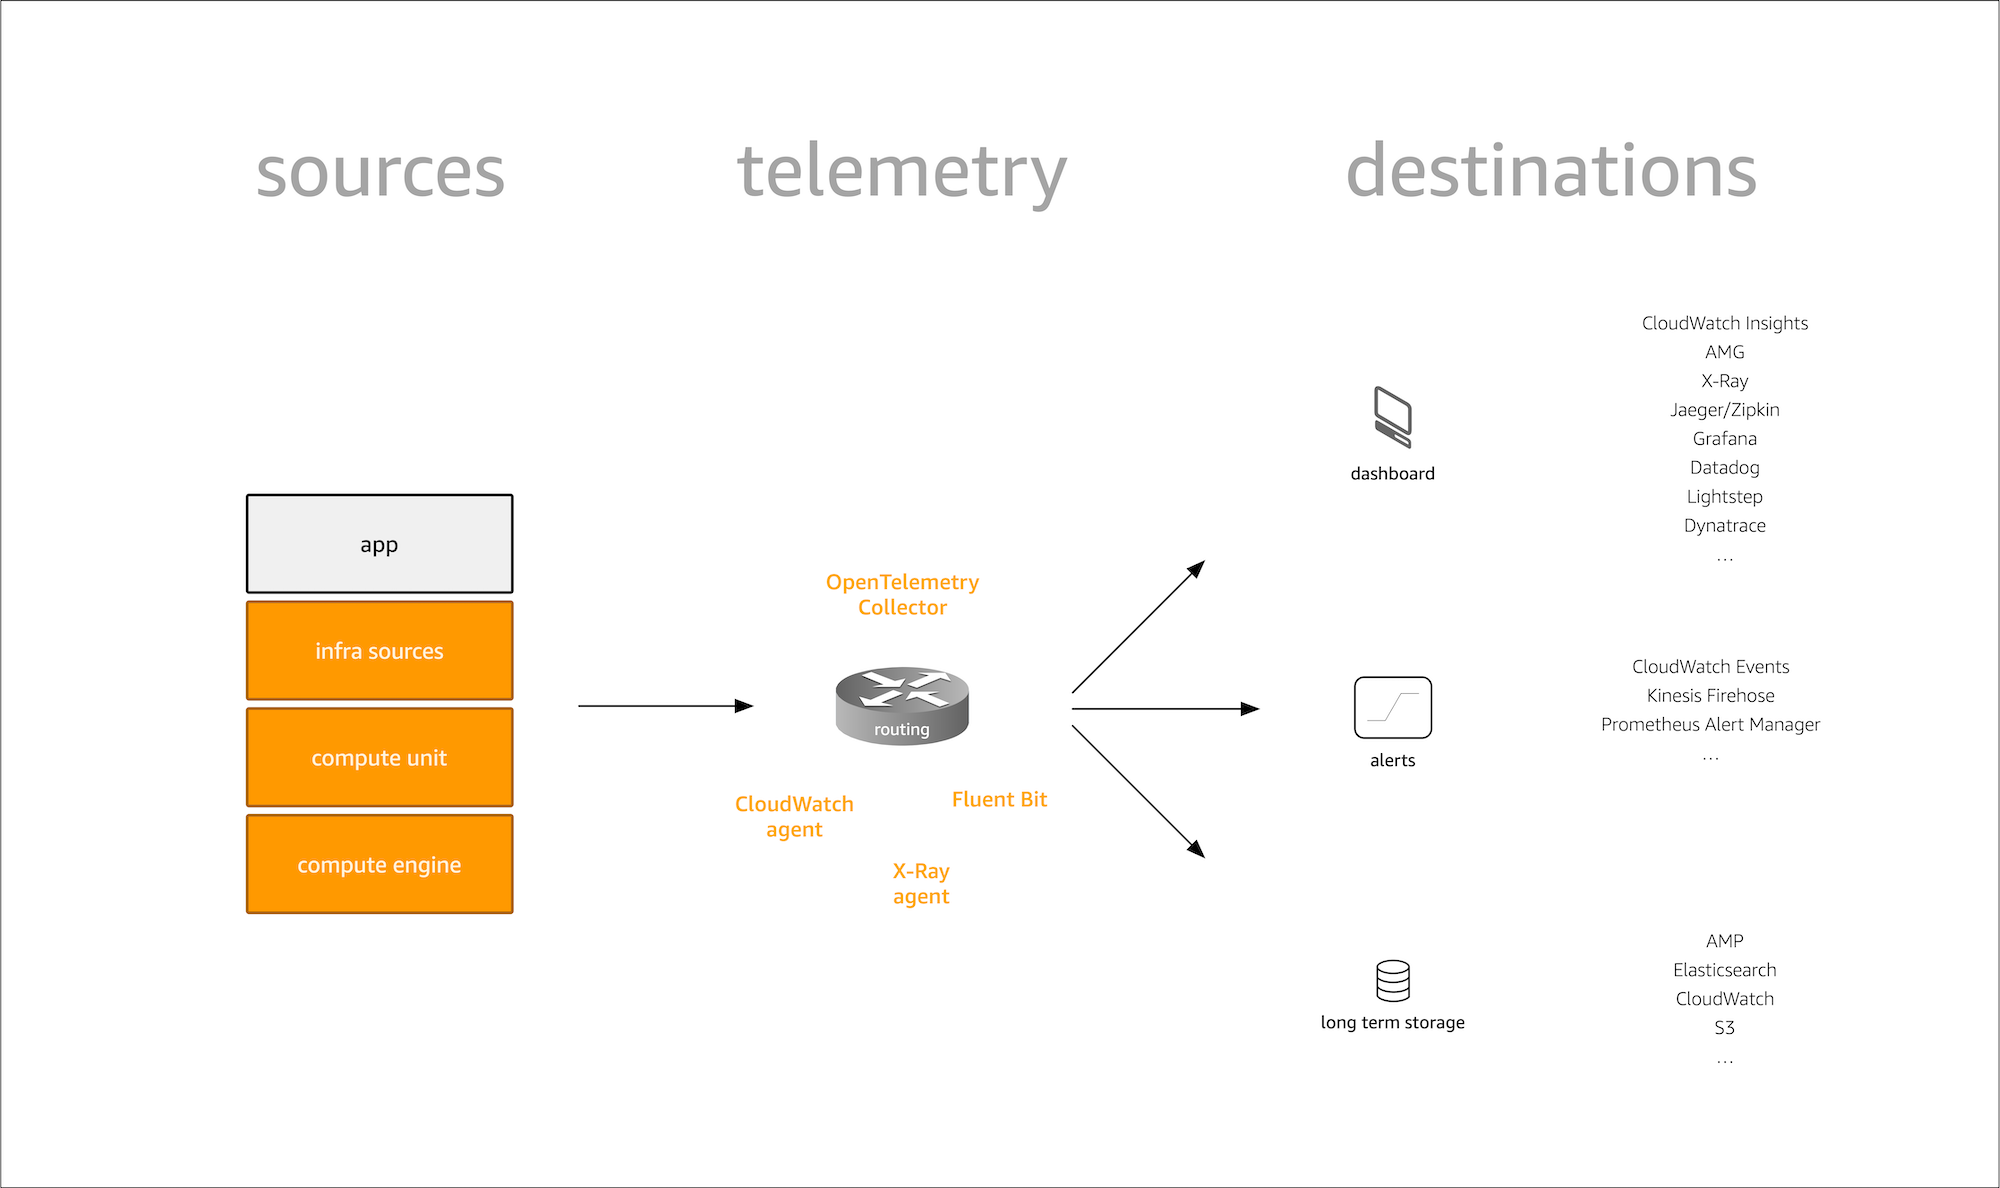 sources
telemetry
destinations
app
infra sources
compute unit
compute engine
OpenTelemetry
Collector
routing
CloudWatch
agent
Fluent Bit
X-Ray
agent
dashboard
CloudWatch Insights
AMG
X-Ray
Jaeger/Zipkin
Grafana
Datadog
Lightstep
Dynatrace
...
alerts
CloudWatch Events
Kinesis Firehose
Prometheus Alert Manager
...
long term storage
AMP
Elasticsearch
CloudWatch
S3
...